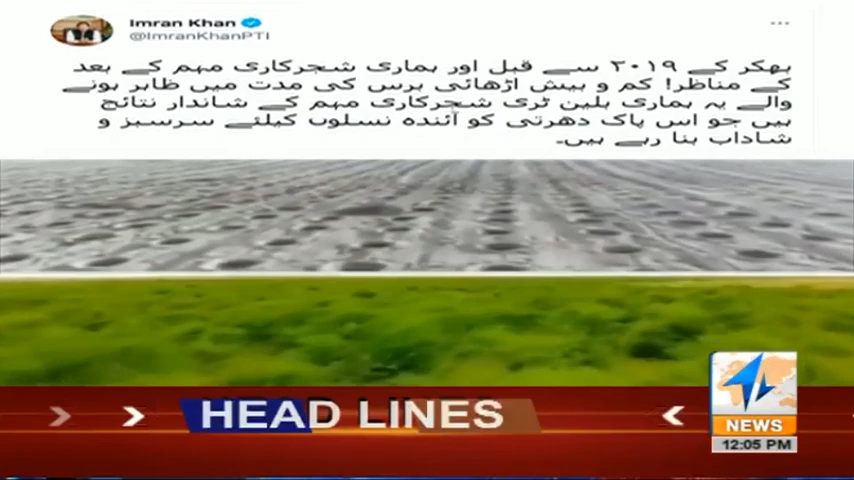 Imran Khan
@ImranKhanPTI
بھکر کے ۲۰۱۹ سے قبل اور ہماری شجرکاری مہم کے بعد
کے مناظر! کم و بیش اڑھائی برس کی مدت میں ظاہر ہونے
والے یہ ہماری بلین ٹری شجرکاری مہم کے شاندار نتائج
ہیں جو اس پاک دھرتی کو آئندہ نسلوں کیلئے سرسبز و
شاداب بنا رہے ہیں۔
HEAD LINES
NEWS
12:05 PM